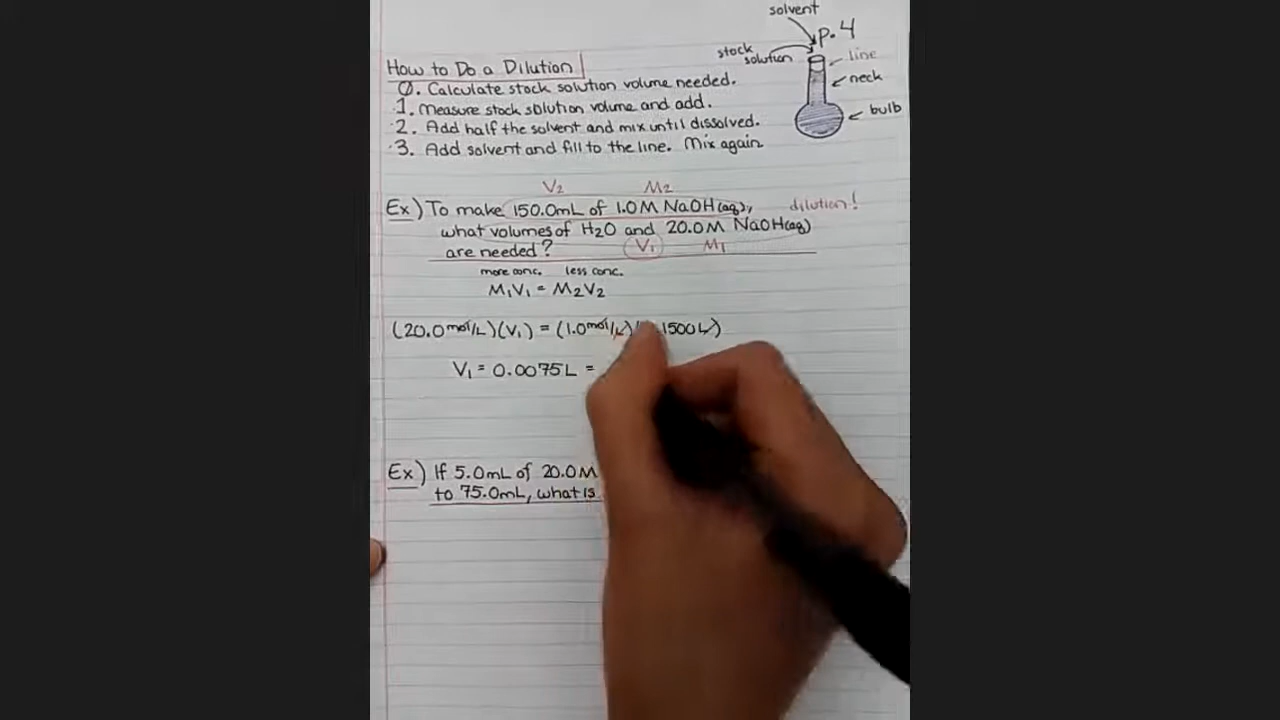 solvent
p.4
stock
solution
line
neck
bulb
How to Do a Dilution
0. Calculate stock solution volume needed.
1. Measure stock solution volume and add.
2. Add half the solvent and mix until dissolved.
3. Add solvent and fill to the line. Mix again
V2 M2
Ex) To make 150.0mL of 1.0M NaOH(aq), dilution!
what volumes of H2O and 20.0M NaOH(aq)
are needed? V1 M1
more conc. less conc.
M1V1 = M2V2
(20.0mol/L)(V1) = (1.0mol/L)( 1500L)
V1 = 0.0075L =
Ex) If 5.0mL of 20.0M
to 75.0mL, what is